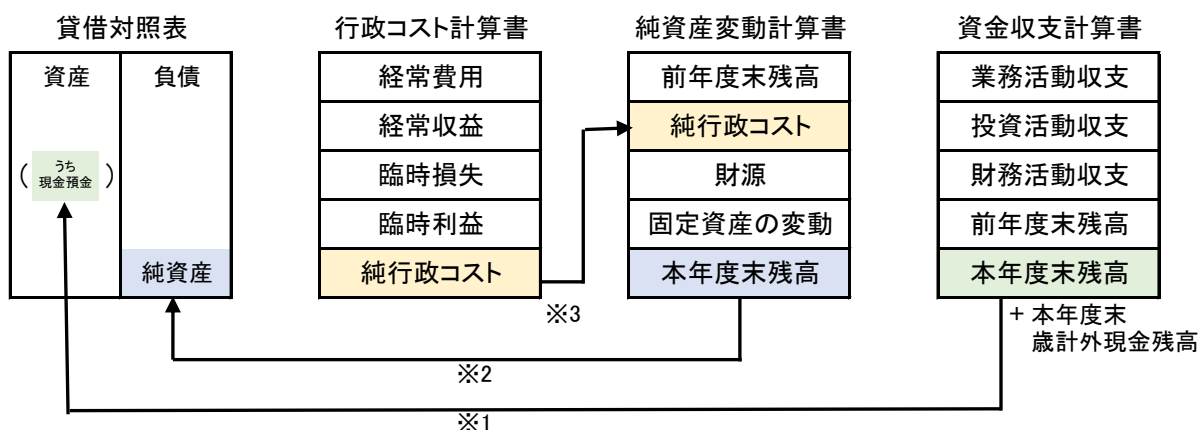 貸借対照表
資産
負債
(うち
現金預金)
純資産
行政コスト計算書
経常費用
経常収益
臨時損失
臨時利益
純行政コスト
純資産変動計算書
前年度末残高
純行政コスト
財源
固定資産の変動
本年度末残高
資金収支計算書
業務活動収支
投資活動収支
財務活動収支
前年度末残高
本年度末残高
+ 本年度末
歳計外現金残高
※3
※2
※1